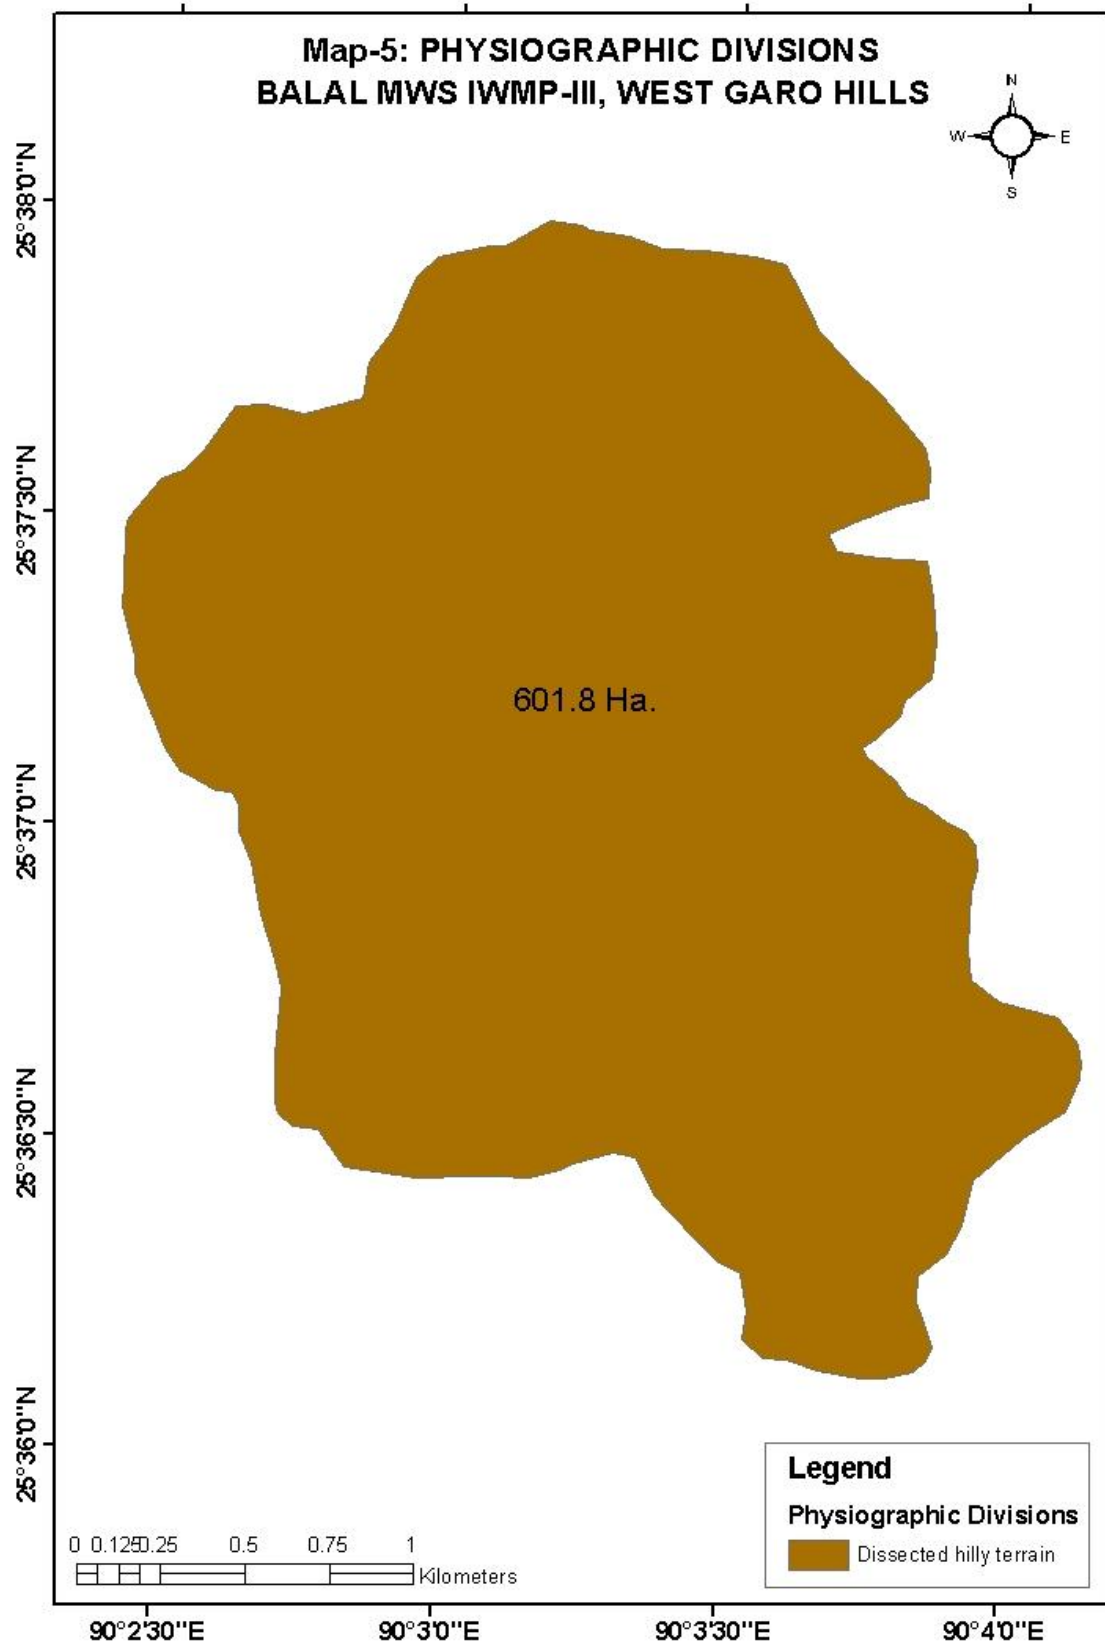 Map-5: PHYSIOGRAPHIC DIVISIONS
BALAL MWS IWMP-III, WEST GARO HILLS
N
W E
S
25°38'0"N
25°37'30"N
601.8 Ha.
25°37'0"N
25°36'30"N
25°36'0"N
Legend
Physiographic Divisions
Dissected hilly terrain
0 0.125 0.25 0.5 0.75 1
Kilometers
90°2'30"E 90°3'0"E 90°3'30"E 90°4'0"E